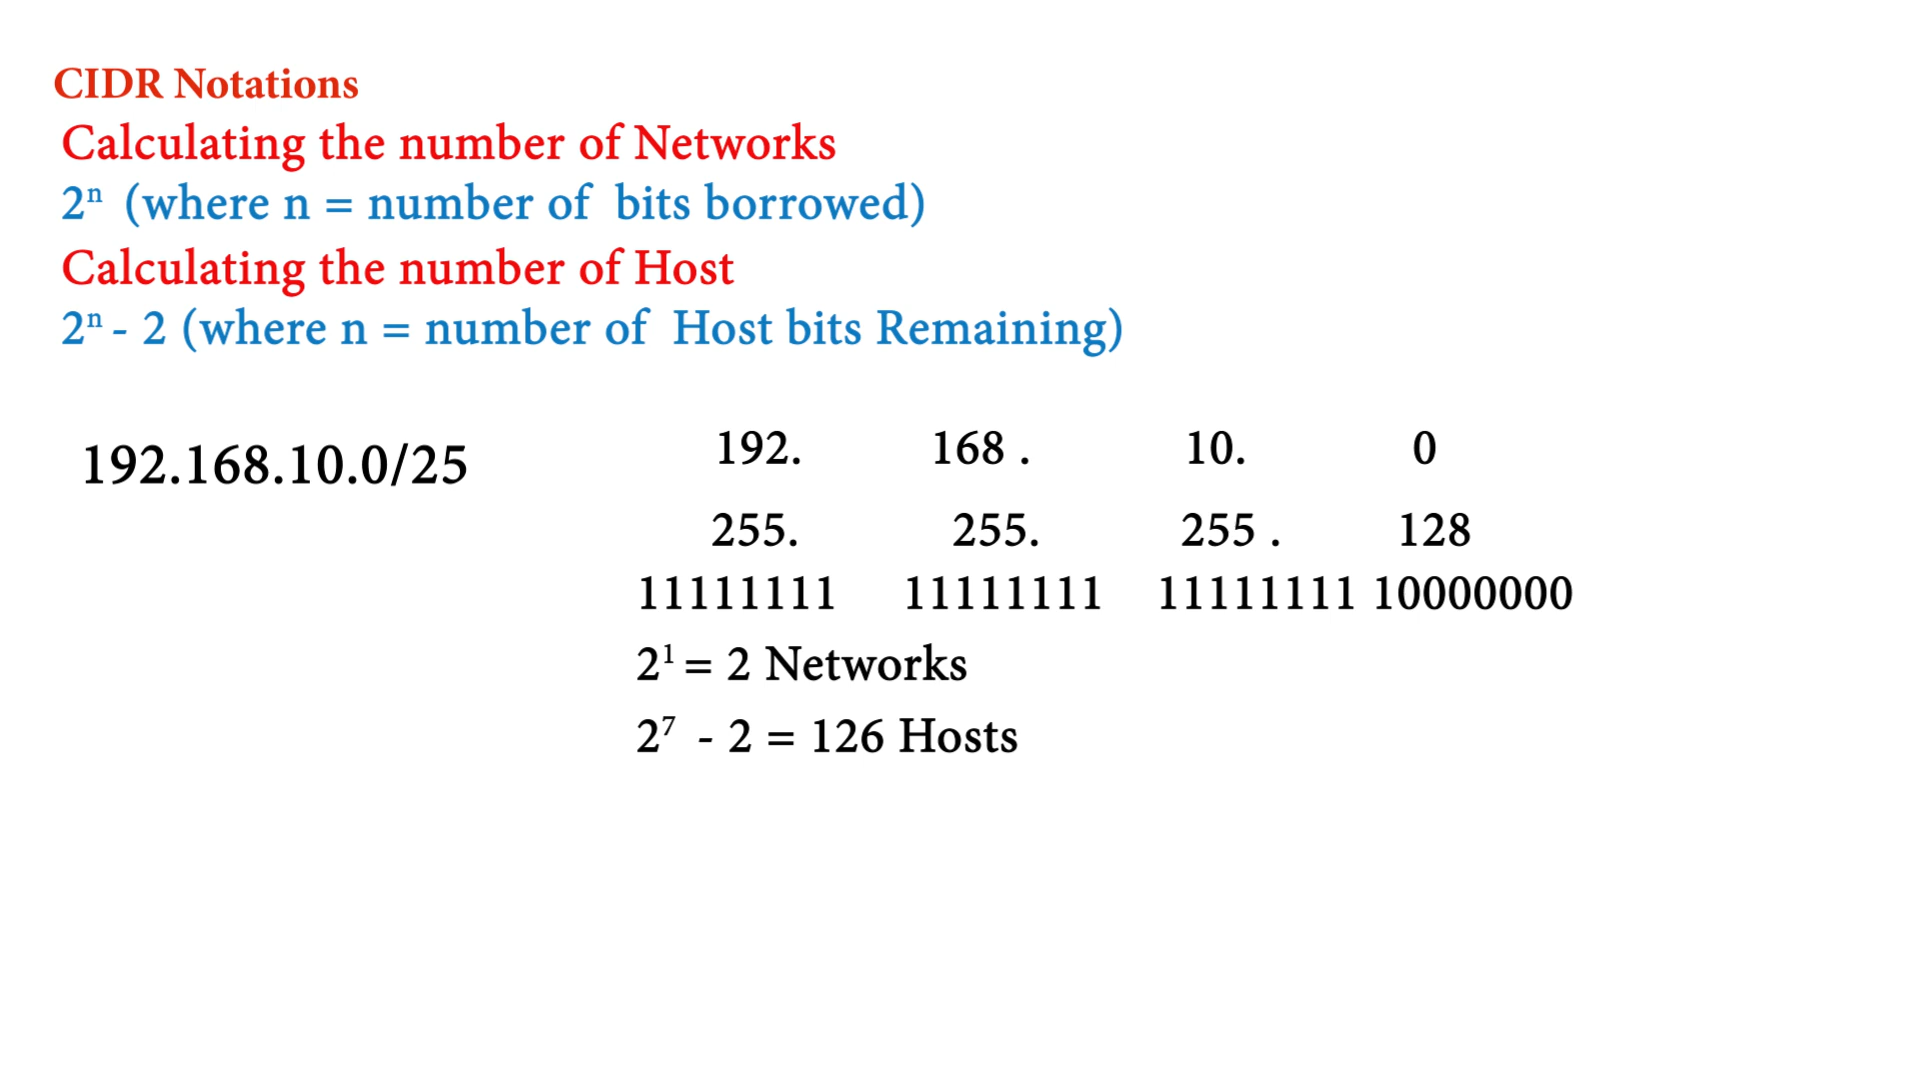 CIDR Notations
Calculating the number of Networks
2ⁿ (where n = number of bits borrowed)
Calculating the number of Host
2ⁿ - 2 (where n = number of Host bits Remaining)
192.168.10.0/25
192. 168 . 10. 0
255. 255. 255 . 128
11111111 11111111 11111111 10000000
2¹ = 2 Networks
2⁷ - 2 = 126 Hosts